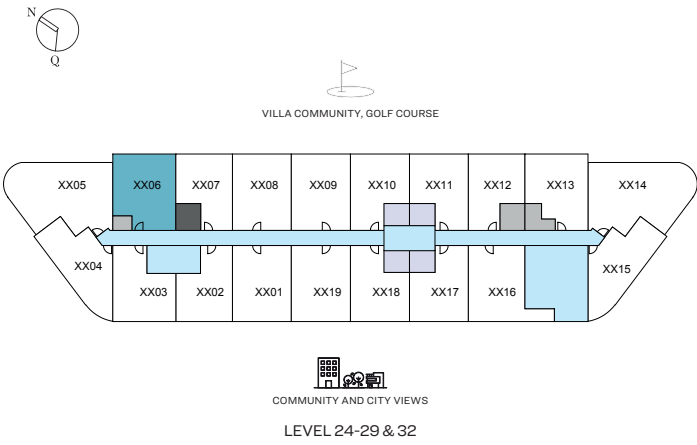 N
Q
VILLA COMMUNITY, GOLF COURSE
XX05 XX06 XX07 XX08 XX09 XX10 XX11 XX12 XX13 XX14
XX04 XX15
XX03 XX02 XX01 XX19 XX18 XX17 XX16
COMMUNITY AND CITY VIEWS
LEVEL 24-29 & 32